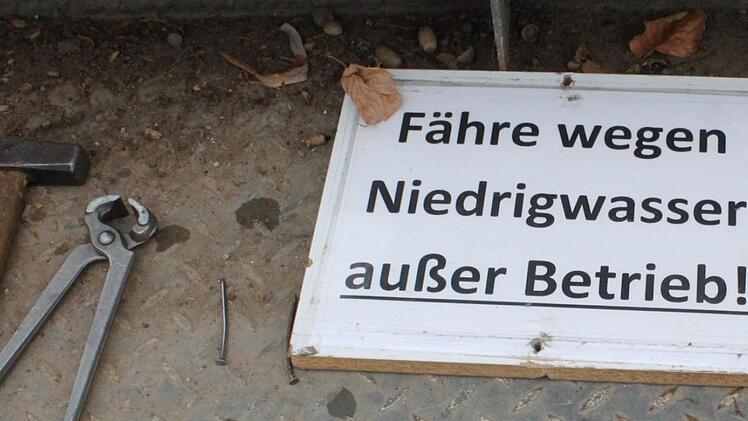 Fähre wegen
Niedrigwasser
außer Betrieb!